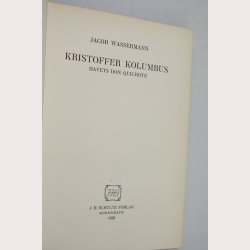 JACOB WASSERMANN
KRISTOFFER KOLUMBUS
HAVETS DON QUICHOTE
J. H. SCHULTZ FORLAG
KØBENHAVN